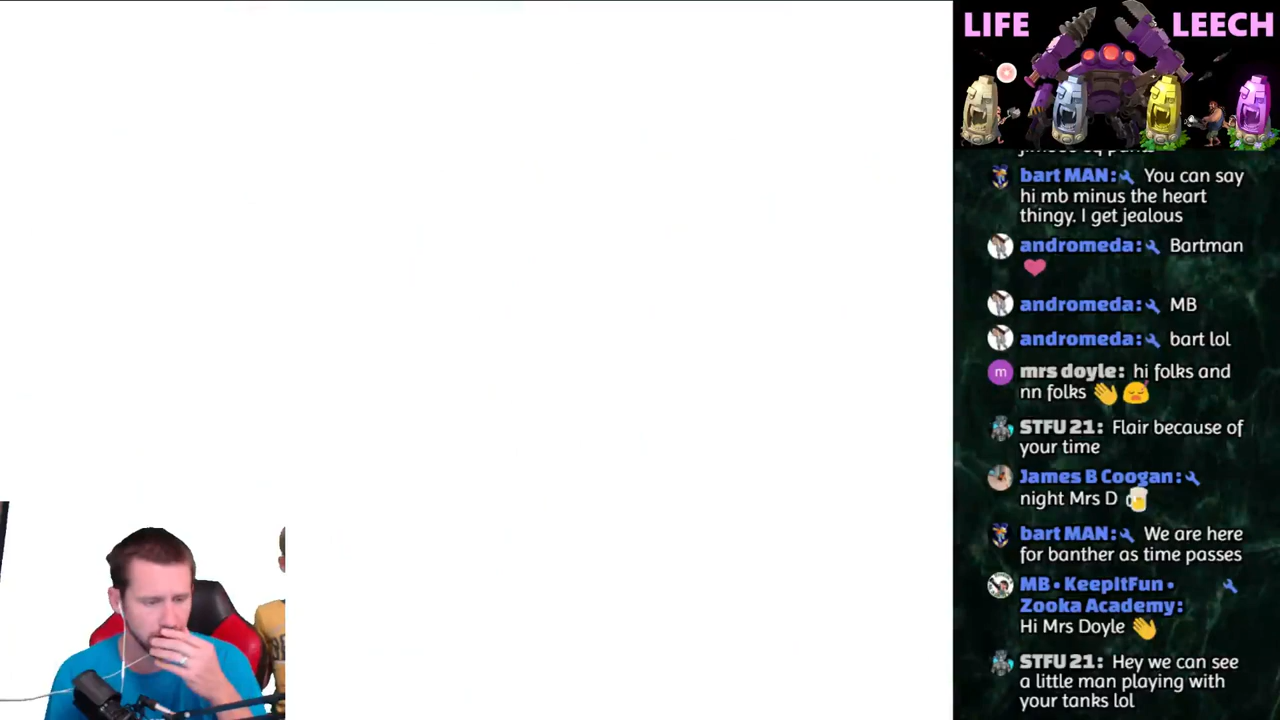 LIFE LEECH
bart MAN: You can say
hi mb minus the heart
thingy. I get jealous
andromeda: Bartman
andromeda: MB
andromeda: bart lol
m mrs doyle: hi folks and
nn folks
STFU 21: Flair because of
your time
James B Coogan:
night Mrs D
bart MAN: We are here
for banther as time passes
MB • KeepItFun •
Zooka Academy:
Hi Mrs Doyle
STFU 21: Hey we can see
a little man playing with
your tanks lol